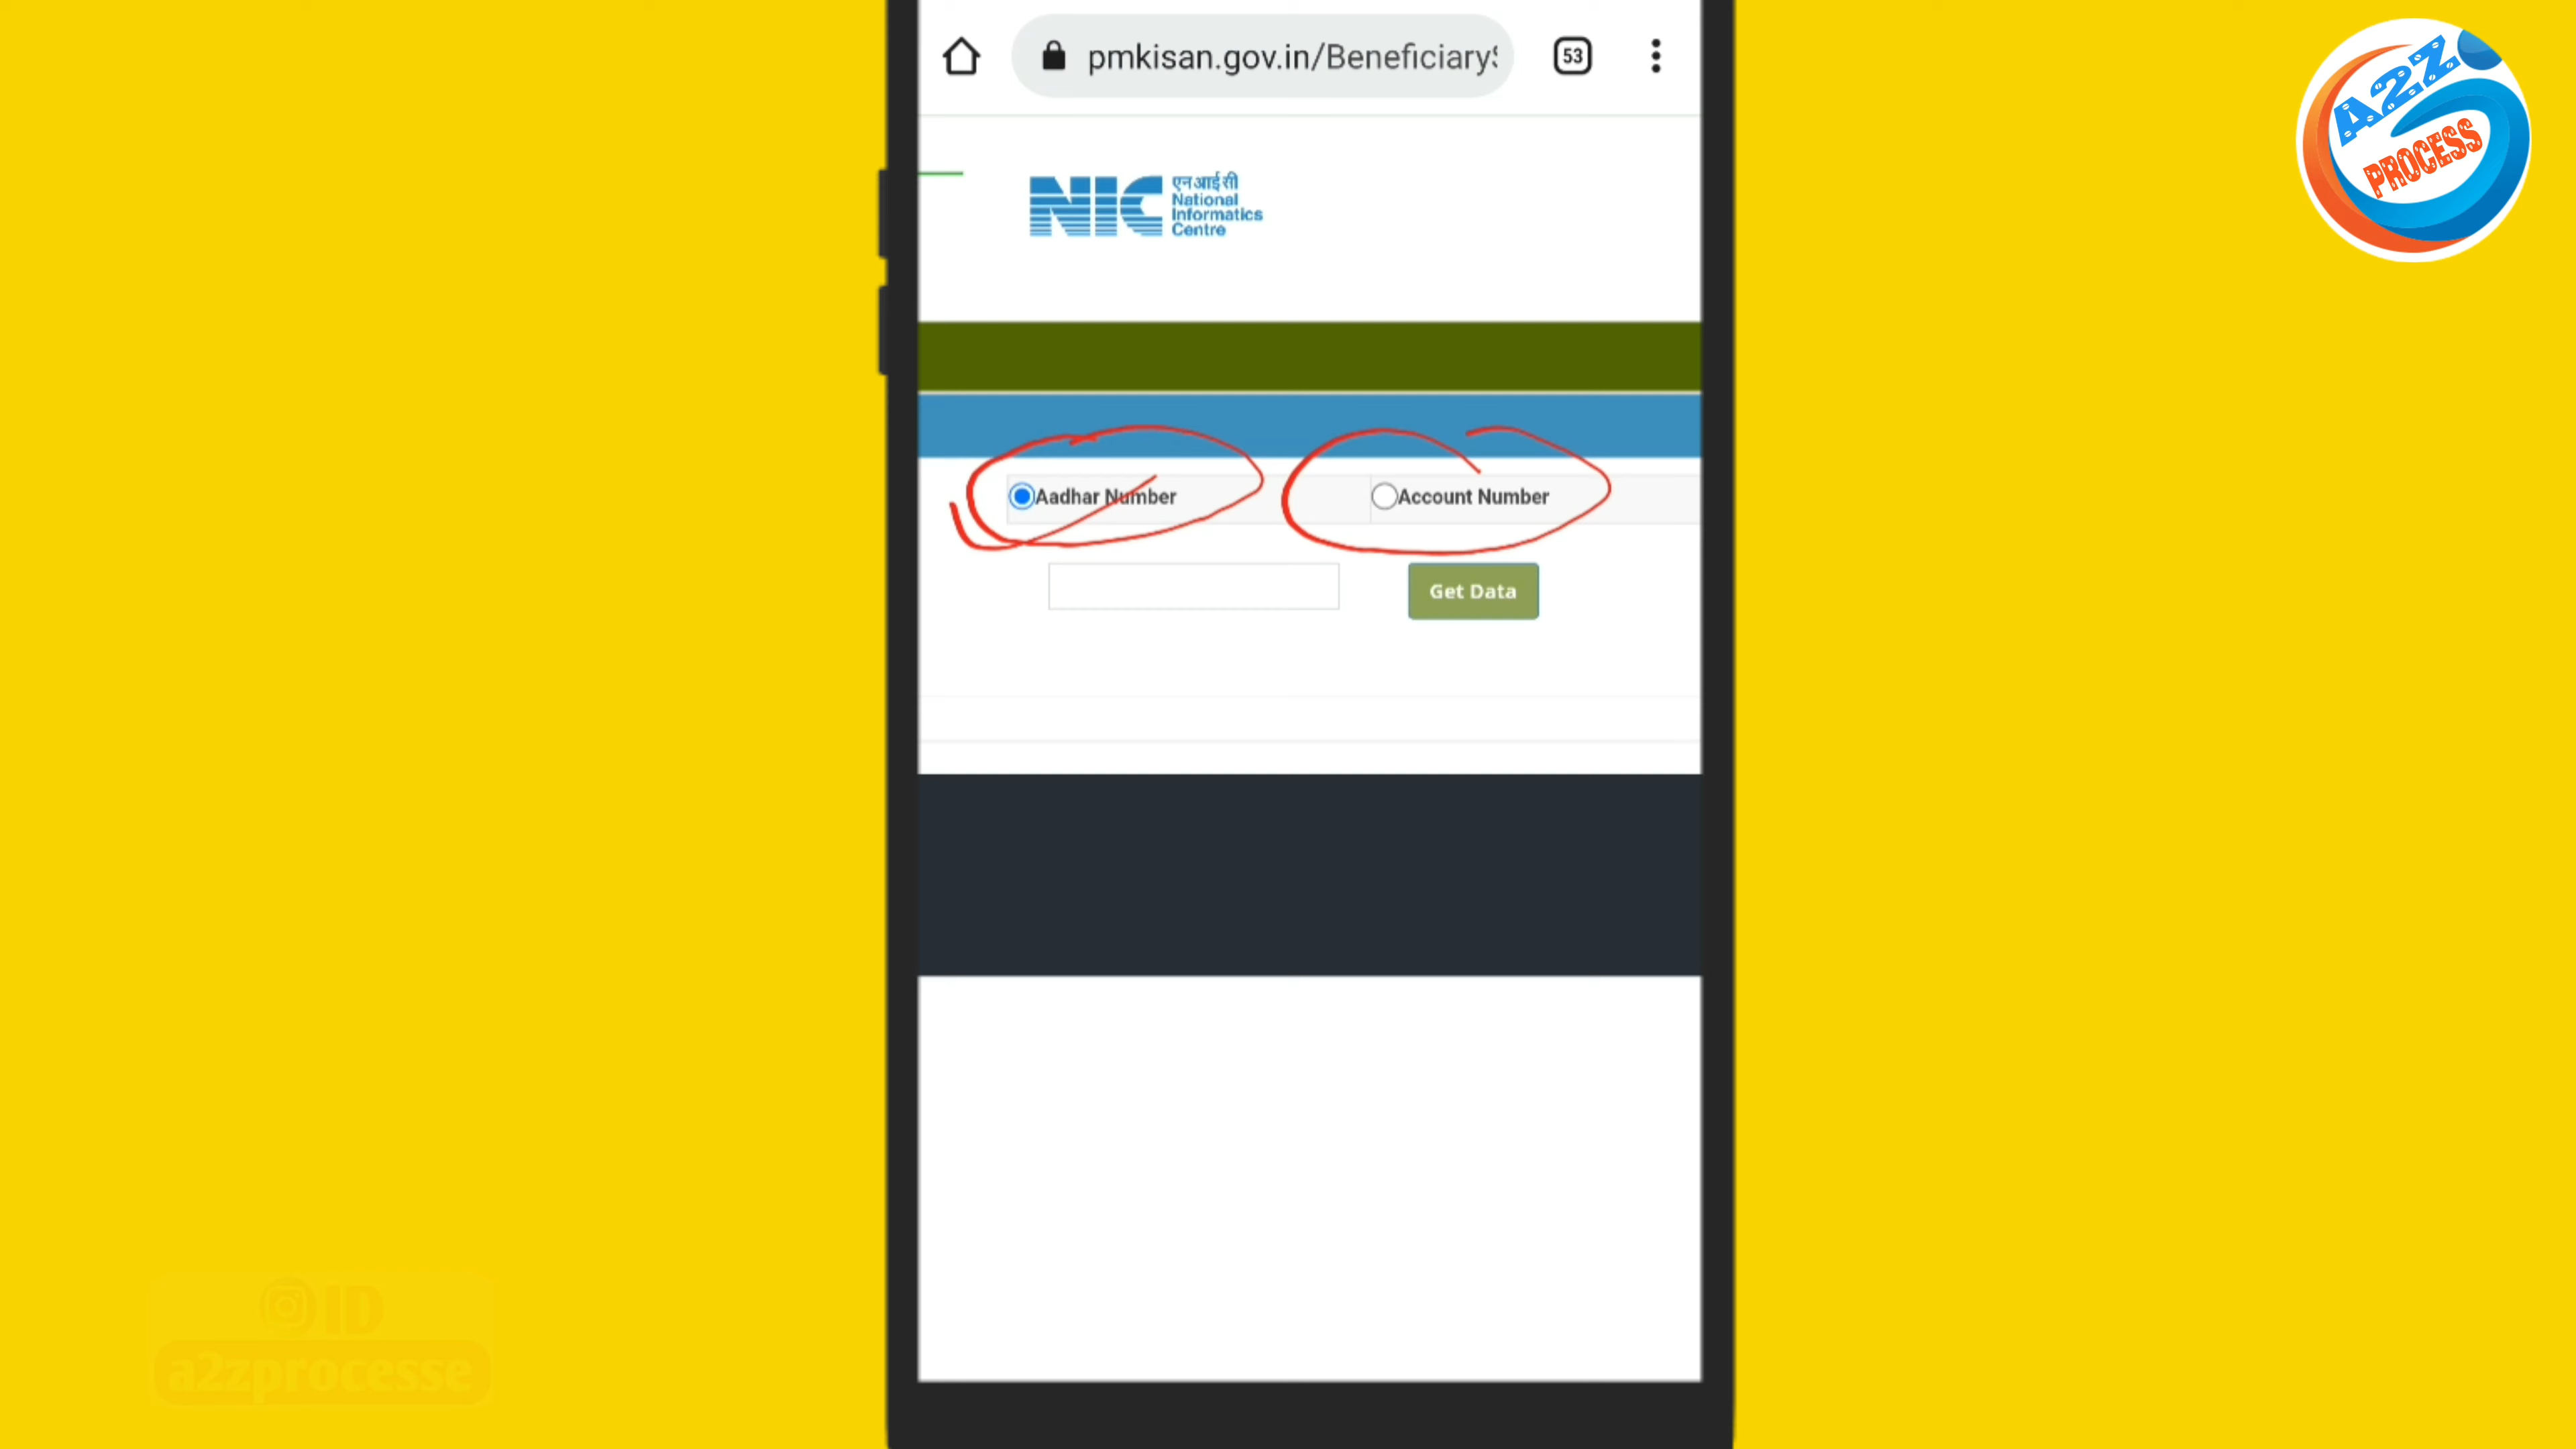 pmkisan.gov.in/Beneficiary
53
A2Z
PROCESS
NIC
एनआईसी
National
Informatics
Centre
Aadhar Number
Account Number
Get Data
ID
a2zprocesse